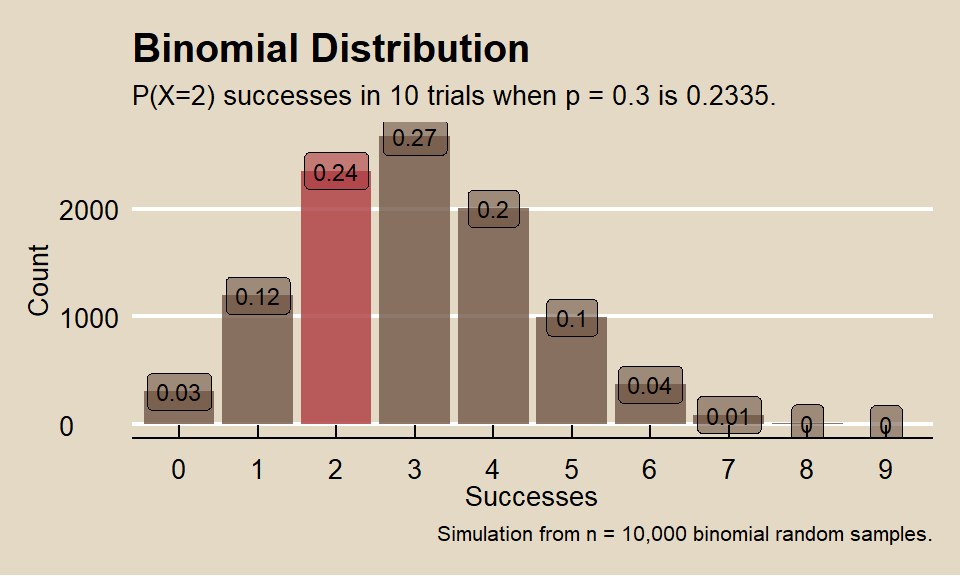 Binomial Distribution
P(X=2) successes in 10 trials when p = 0.3 is 0.2335.
Count
2000
1000
0
0.03
0.12
0.24
0.27
0.2
0.1
0.04
0.01
0
0
0 1 2 3 4 5 6 7 8 9
Successes
Simulation from n = 10,000 binomial random samples.